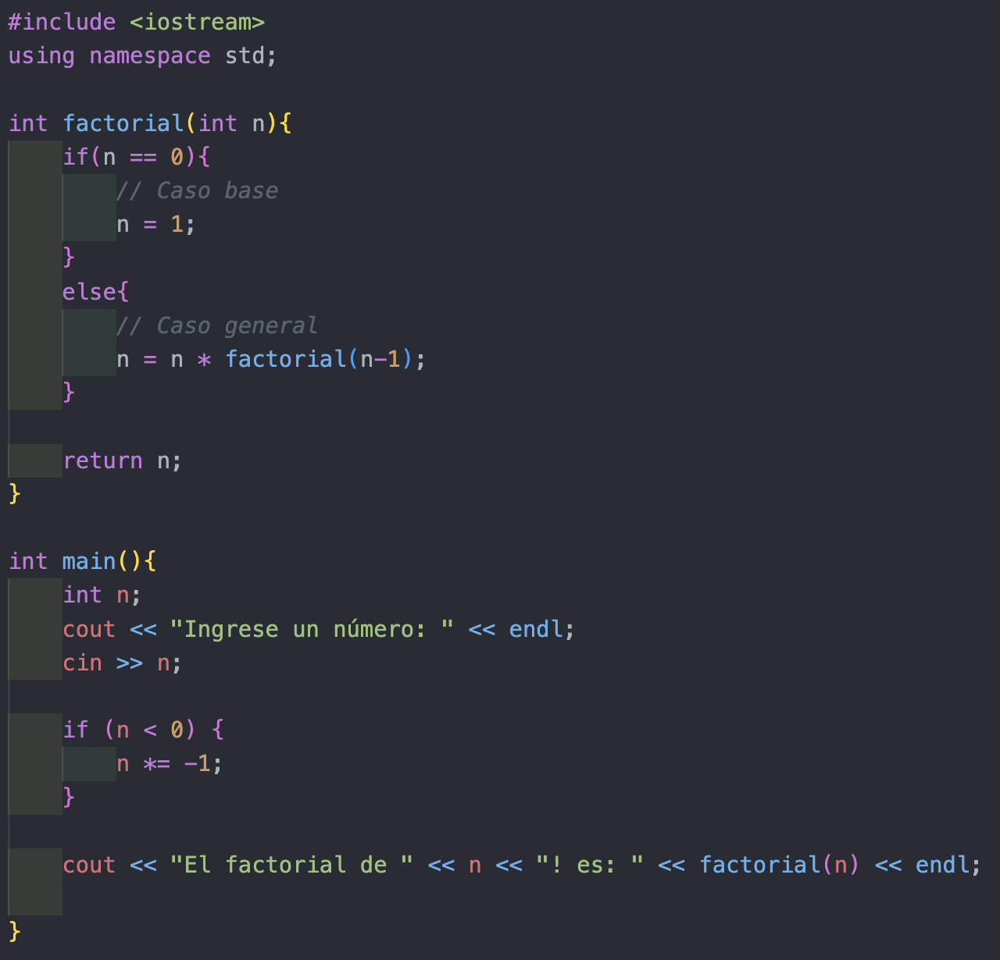 #include <iostream>
using namespace std;

int factorial(int n){
    if(n == 0){
        // Caso base
        n = 1;
    }
    else{
        // Caso general
        n = n * factorial(n-1);
    }

    return n;
}

int main(){
    int n;
    cout << "Ingrese un número: " << endl;
    cin >> n;

    if (n < 0) {
        n *= -1;
    }

    cout << "El factorial de " << n << "! es: " << factorial(n) << endl;

}